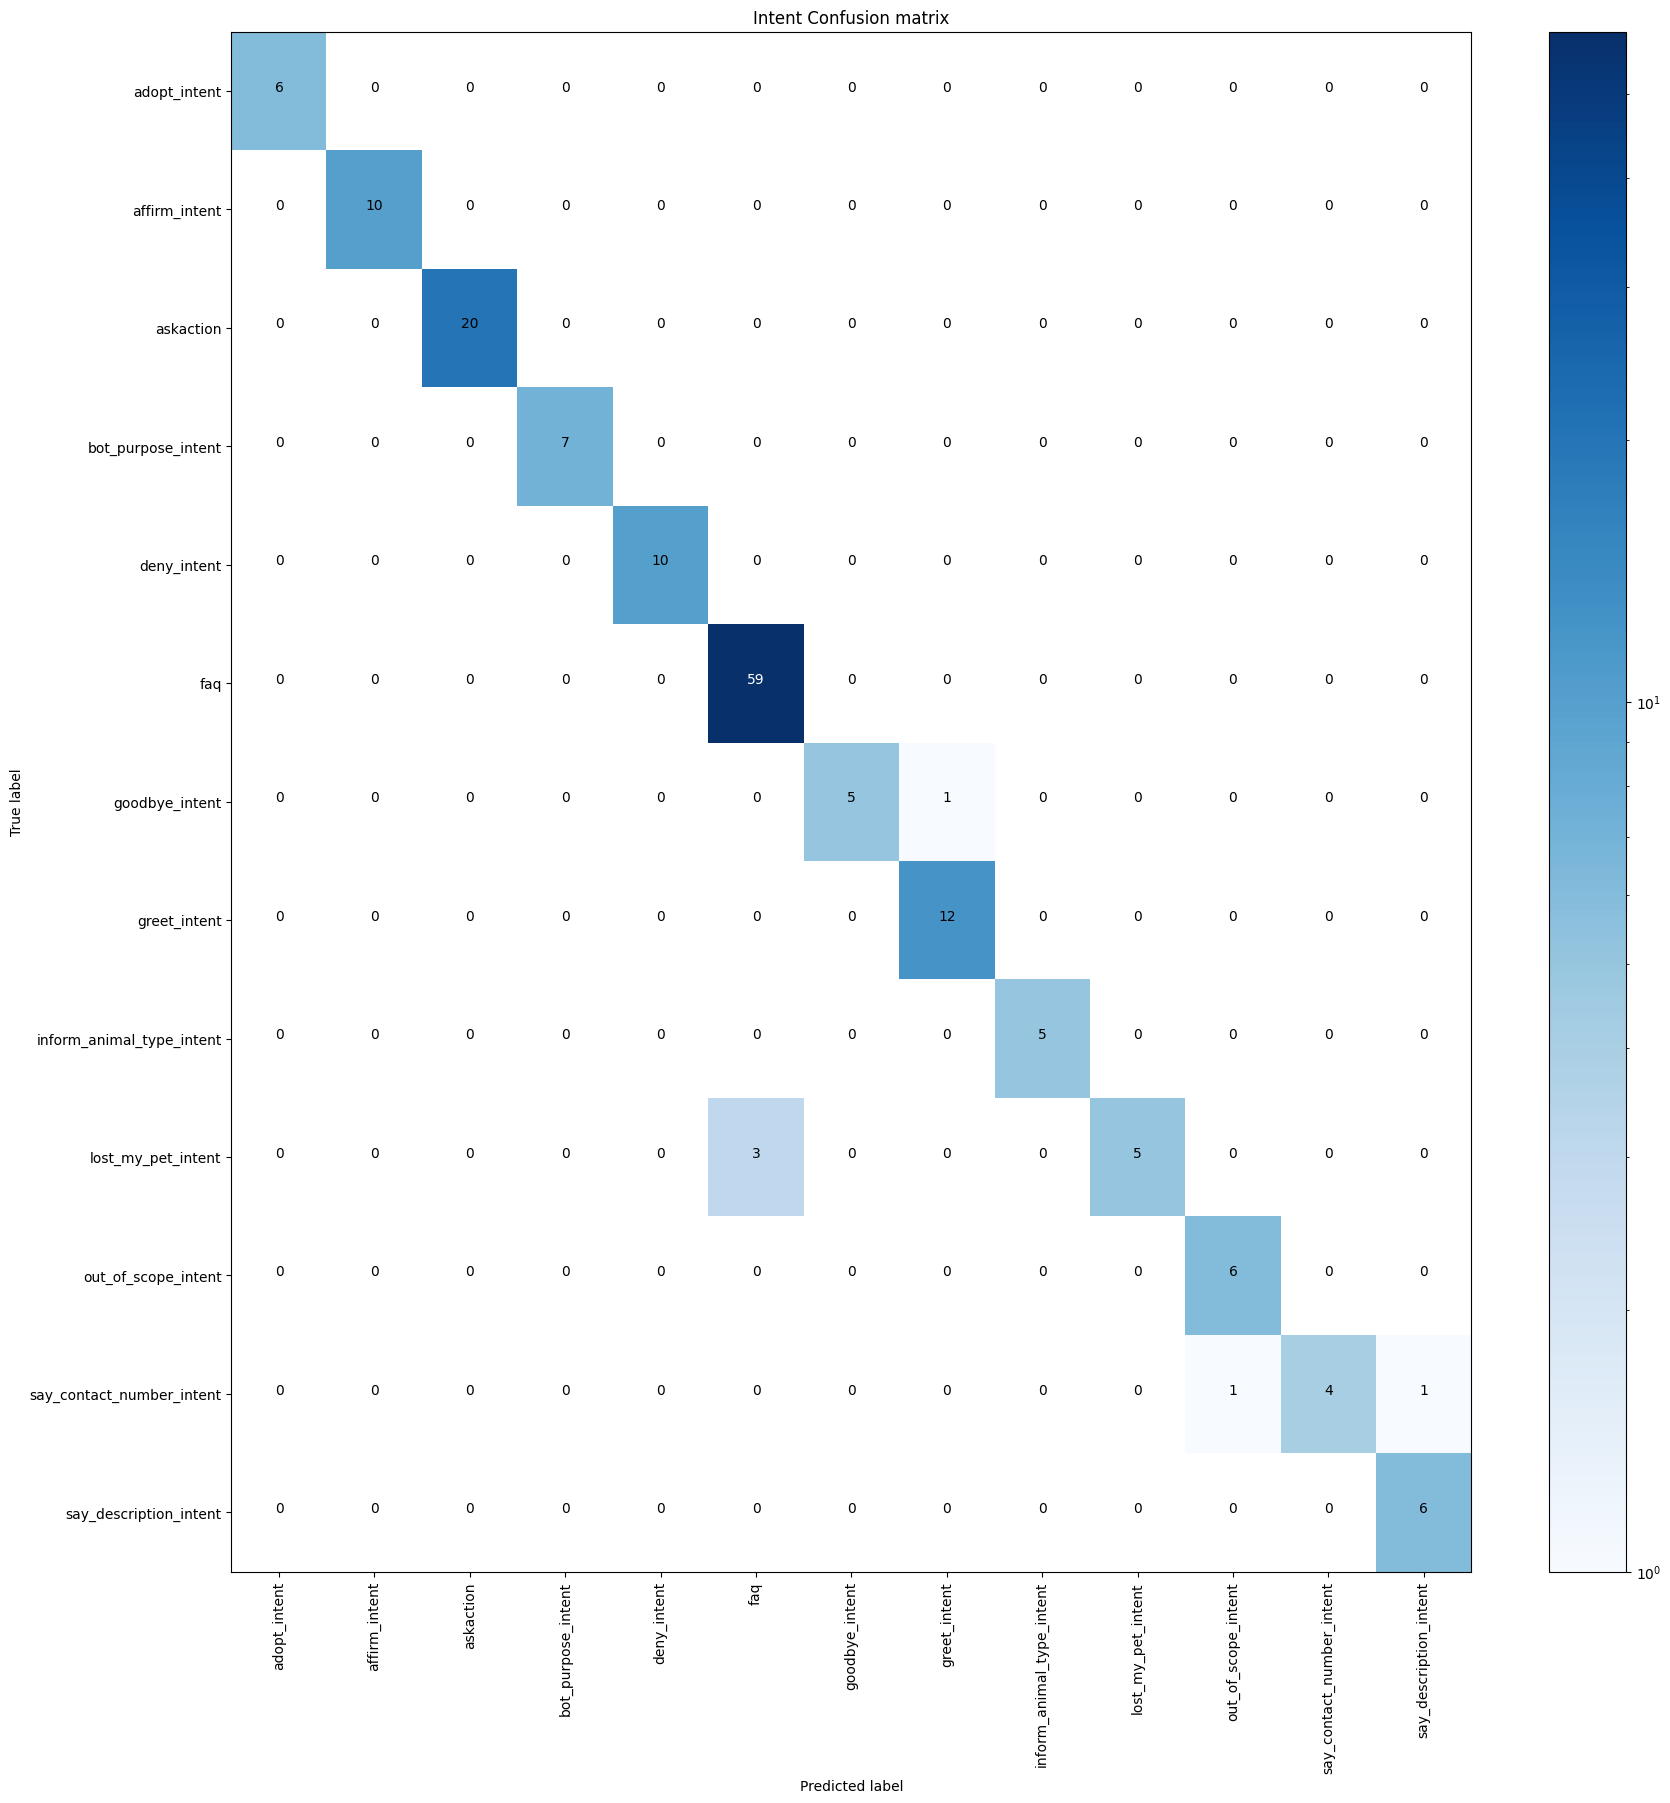 Intent Confusion matrix
adopt_intent 6 0 0 0 0 0 0 0 0 0 0 0 0
affirm_intent 0 10 0 0 0 0 0 0 0 0 0 0 0
askaction 0 0 20 0 0 0 0 0 0 0 0 0 0
bot_purpose_intent 0 0 0 7 0 0 0 0 0 0 0 0 0
deny_intent 0 0 0 0 10 0 0 0 0 0 0 0 0
faq 0 0 0 0 0 59 0 0 0 0 0 0 0
goodbye_intent 0 0 0 0 0 0 5 1 0 0 0 0 0
greet_intent 0 0 0 0 0 0 0 12 0 0 0 0 0
inform_animal_type_intent 0 0 0 0 0 0 0 0 5 0 0 0 0
lost_my_pet_intent 0 0 0 0 0 3 0 0 0 5 0 0 0
out_of_scope_intent 0 0 0 0 0 0 0 0 0 0 6 0 0
say_contact_number_intent 0 0 0 0 0 0 0 0 0 0 1 4 1
say_description_intent 0 0 0 0 0 0 0 0 0 0 0 0 6
True label
adopt_intent
affirm_intent
askaction
bot_purpose_intent
deny_intent
faq
goodbye_intent
greet_intent
inform_animal_type_intent
lost_my_pet_intent
out_of_scope_intent
say_contact_number_intent
say_description_intent
Predicted label
10¹
10⁰